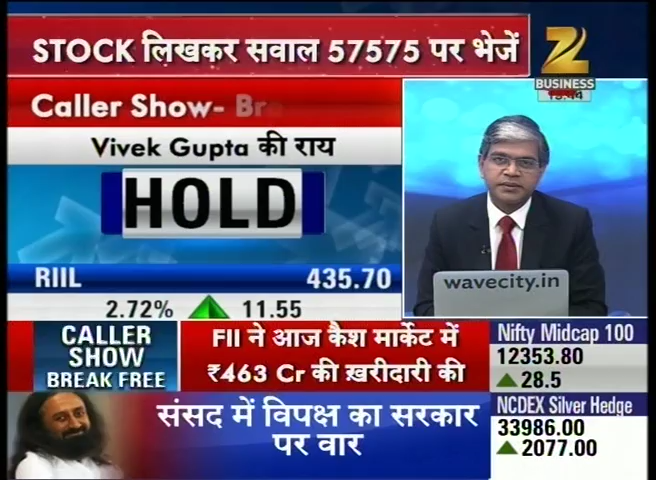 STOCK लिखकर सवाल 57575 पर भेजें
Z
BUSINESS
Caller Show- Bre
Vivek Gupta की राय
HOLD
RIIL 435.70
2.72% 11.55
wavecity.in
CALLER
SHOW
BREAK FREE
FII ने आज कैश मार्केट में
₹463 Cr की ख़रीदारी की
Nifty Midcap 100
12353.80
28.5
NCDEX Silver Hedge
33986.00
2077.00
संसद में विपक्ष का सरकार
पर वार